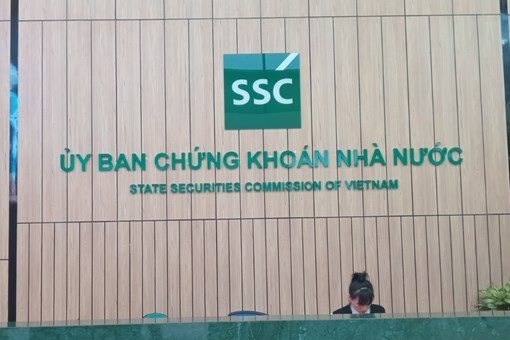 SSC
ỦY BAN CHỨNG KHOÁN NHÀ NƯỚC
STATE SECURITIES COMMISSION OF VIETNAM